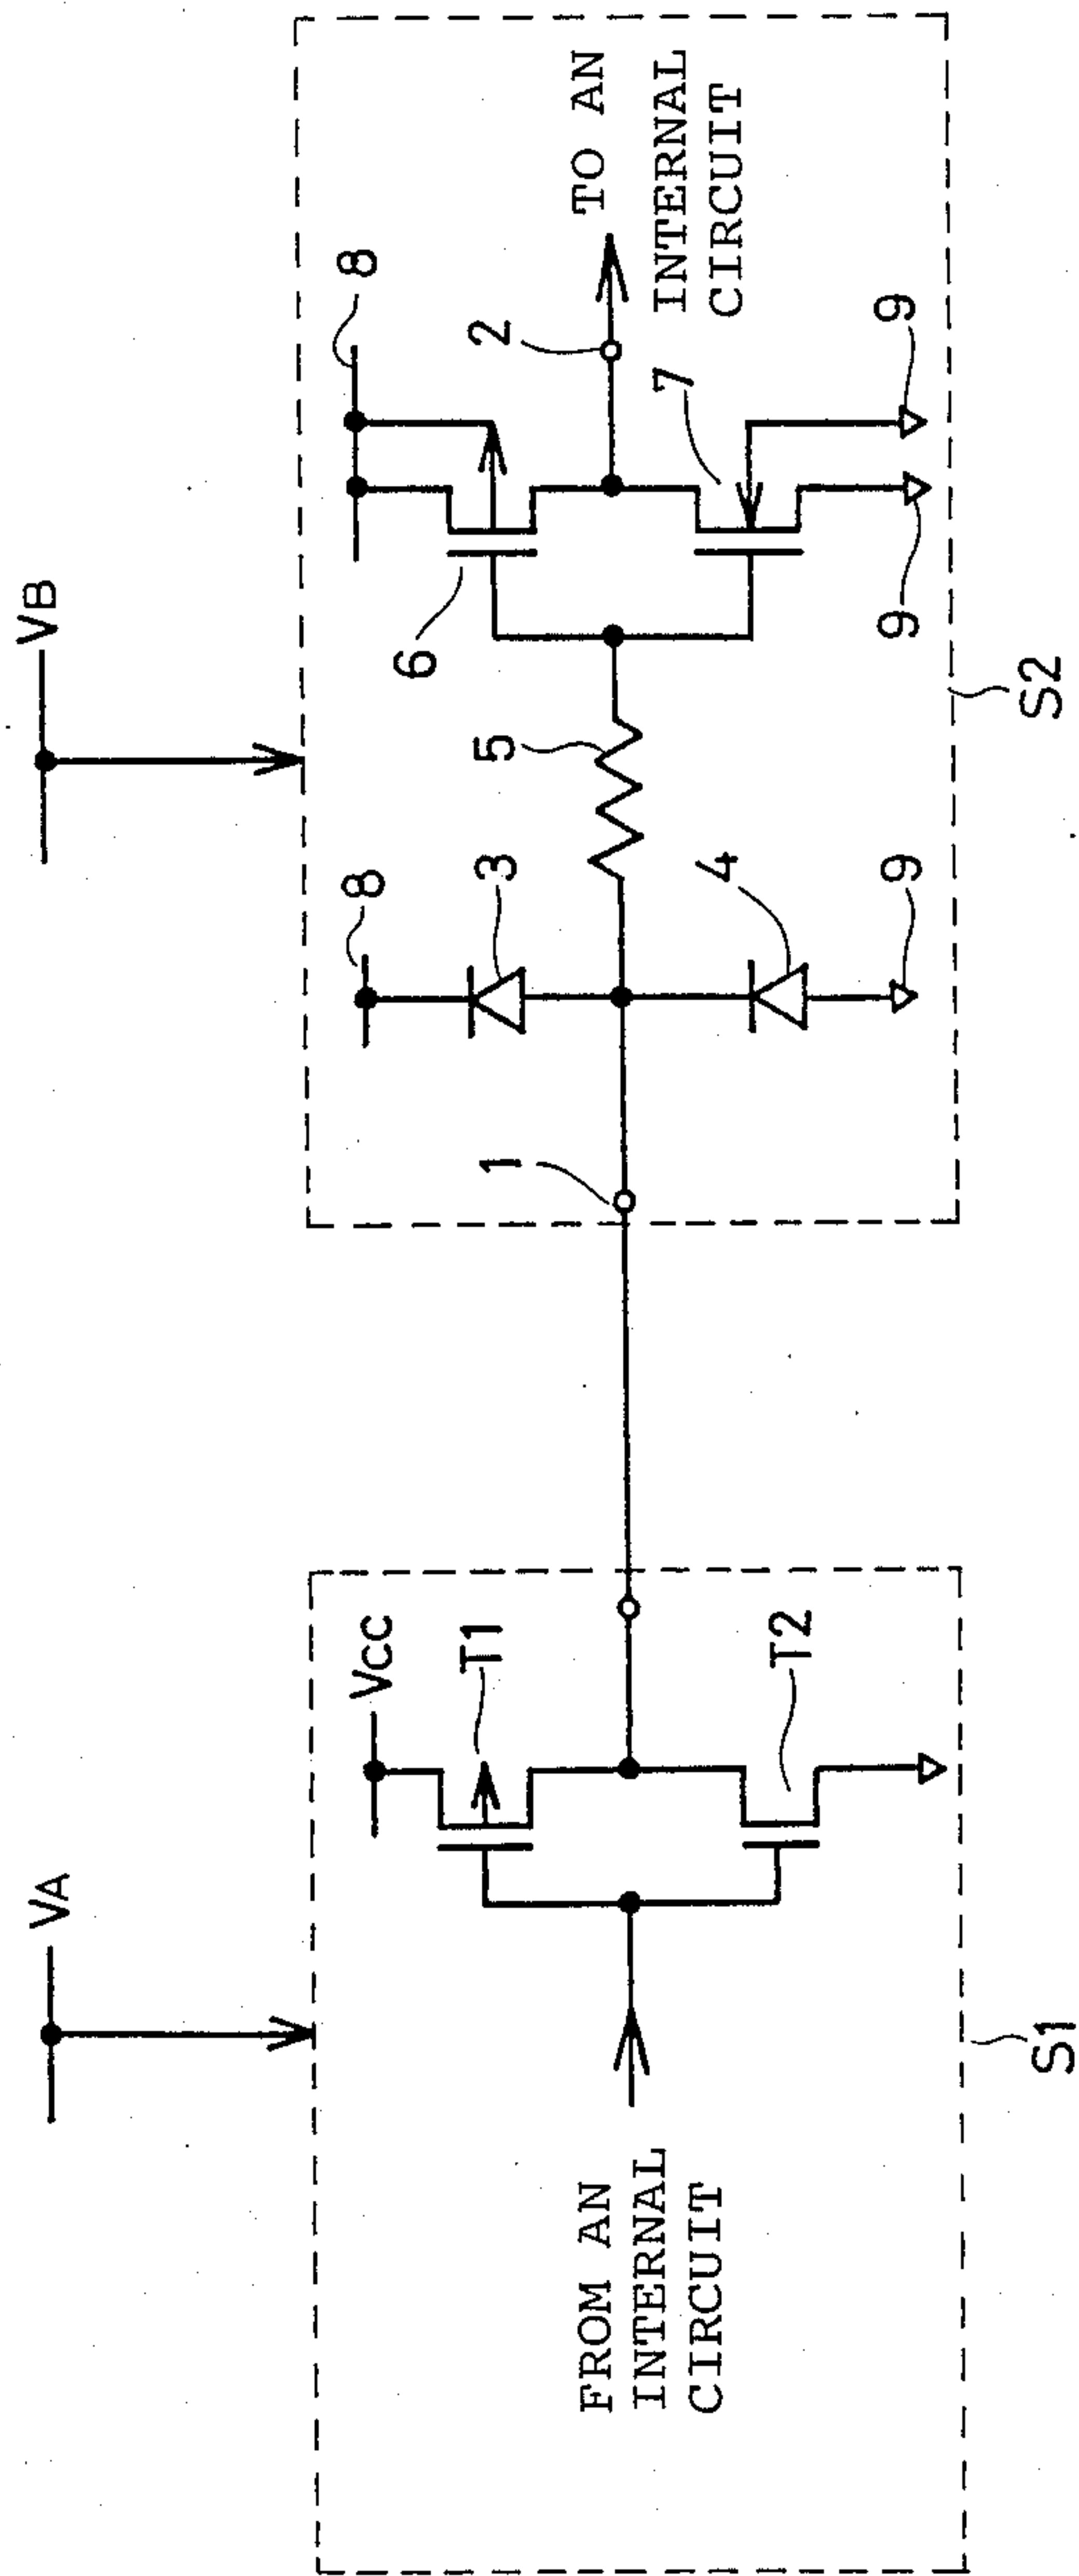 VA
VB
VCC
T1
T2
FROM AN
INTERNAL
CIRCUIT
S1
1
8
3
4
9
5
6
7
8
2
9
9
TO AN
INTERNAL
CIRCUIT
S2